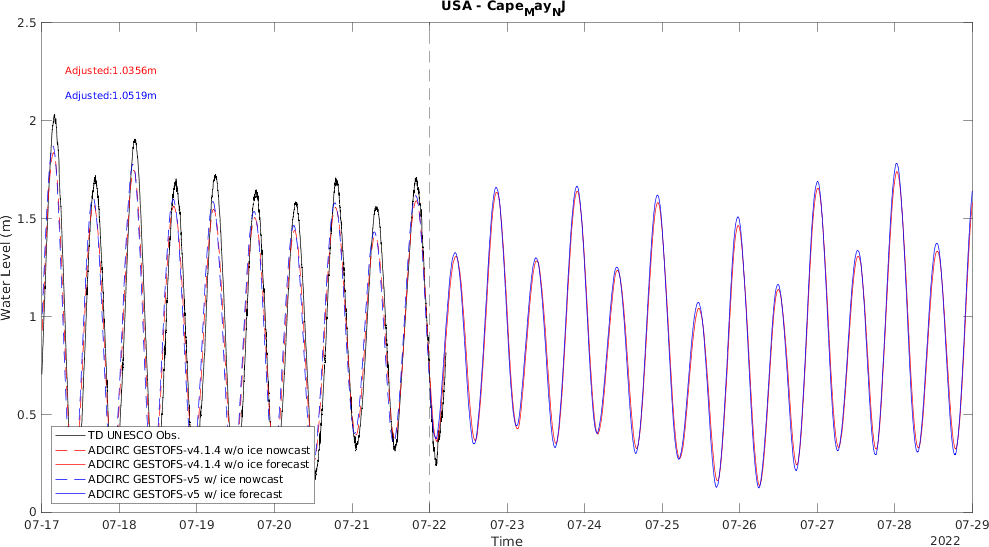 USA - CapeMayNJ
2.5
Adjusted:1.0356m
Adjusted:1.0519m
2
1.5
Water Level (m)
1
0.5
TD UNESCO Obs.
ADCIRC GESTOFS-v4.1.4 w/o ice nowcast
ADCIRC GESTOFS-v4.1.4 w/o ice forecast
ADCIRC GESTOFS-v5 w/ ice nowcast
ADCIRC GESTOFS-v5 w/ ice forecast
0
07-17 07-18 07-19 07-20 07-21 07-22 07-23 07-24 07-25 07-26 07-27 07-28 07-29
Time
2022